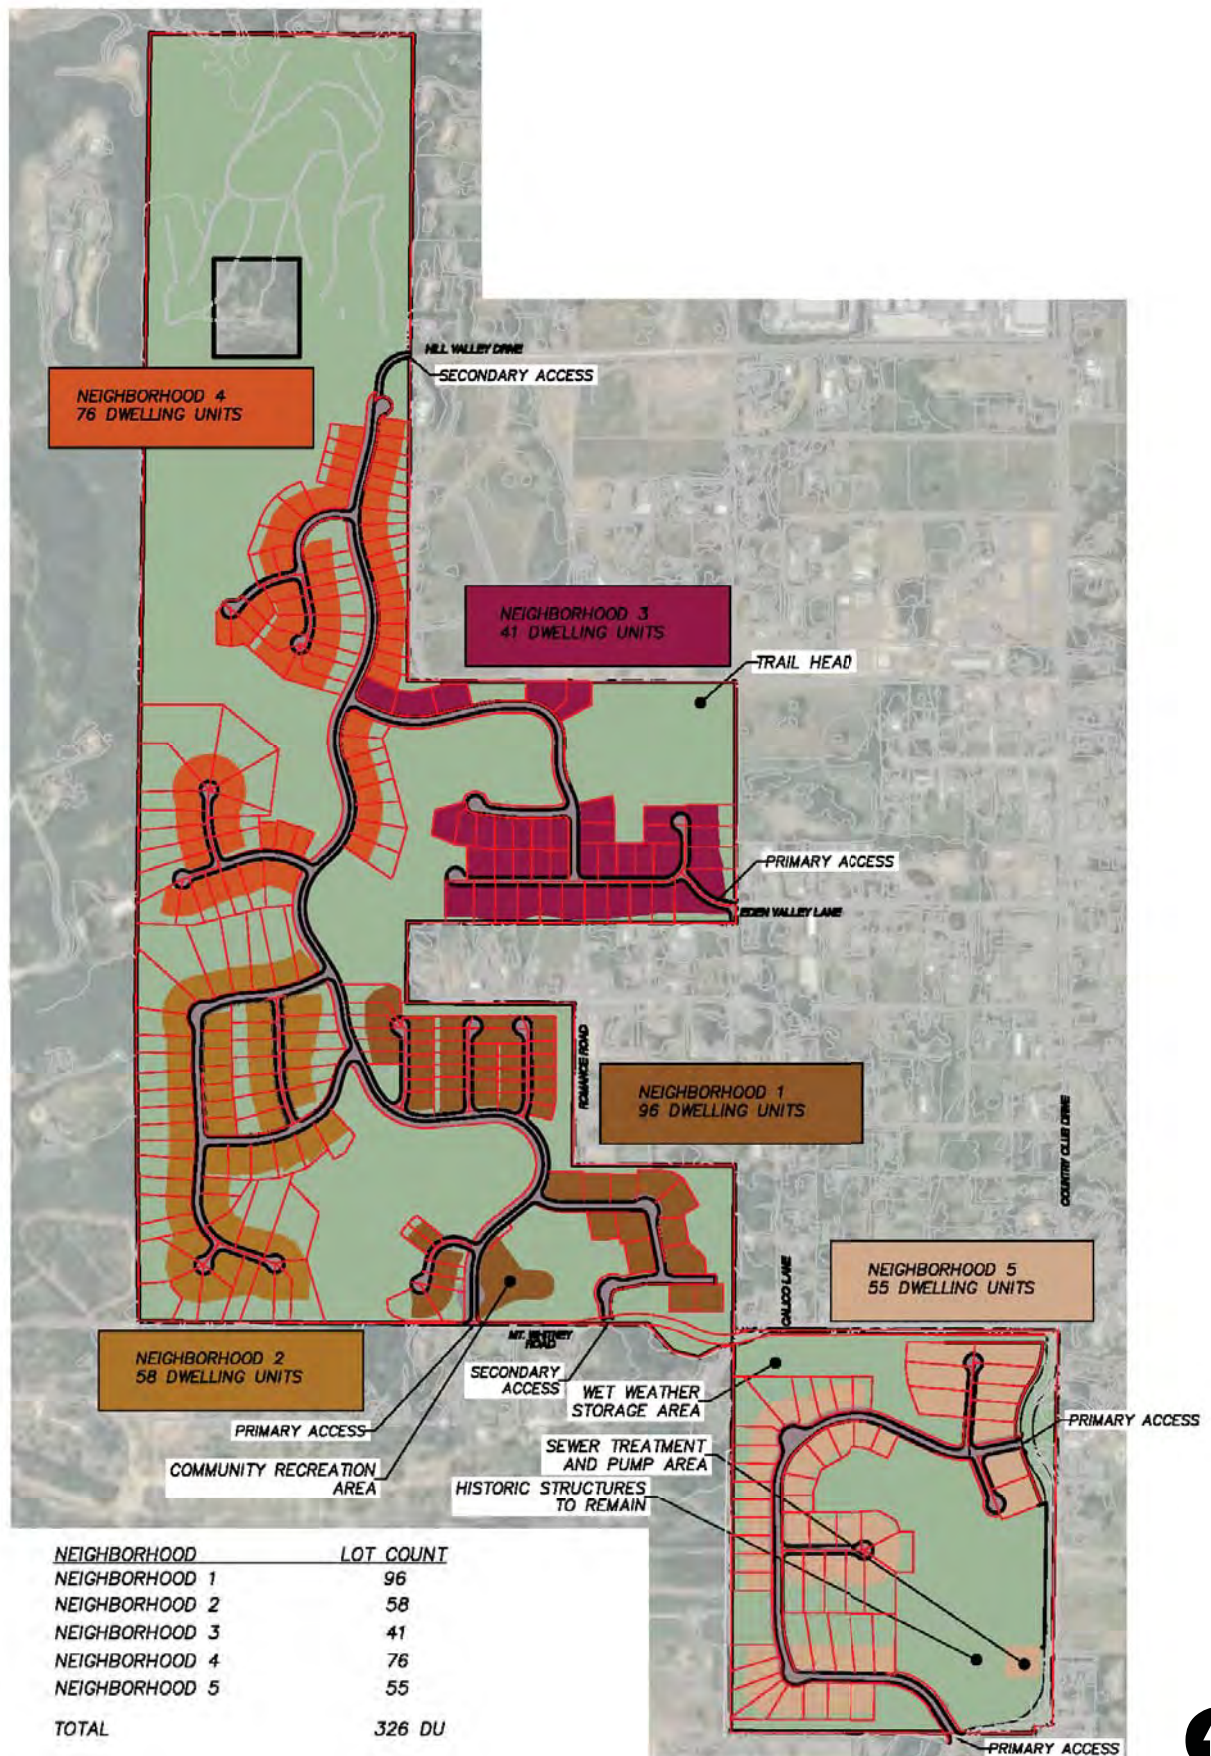 HILL VALLEY DRIVE
SECONDARY ACCESS
NEIGHBORHOOD 4
76 DWELLING UNITS
NEIGHBORHOOD 3
41 DWELLING UNITS
TRAIL HEAD
PRIMARY ACCESS
EDEN VALLEY LANE
ROMANCE ROAD
NEIGHBORHOOD 1
96 DWELLING UNITS
COUNTRY CLUB DRIVE
CALICO LANE
NEIGHBORHOOD 5
55 DWELLING UNITS
MT. WHITNEY
ROAD
NEIGHBORHOOD 2
58 DWELLING UNITS
SECONDARY
ACCESS
WET WEATHER
STORAGE AREA
PRIMARY ACCESS
PRIMARY ACCESS
SEWER TREATMENT
AND PUMP AREA
COMMUNITY RECREATION
AREA
HISTORIC STRUCTURES
TO REMAIN
NEIGHBORHOOD LOT COUNT
NEIGHBORHOOD 1 96
NEIGHBORHOOD 2 58
NEIGHBORHOOD 3 41
NEIGHBORHOOD 4 76
NEIGHBORHOOD 5 55
TOTAL 326 DU
PRIMARY ACCESS